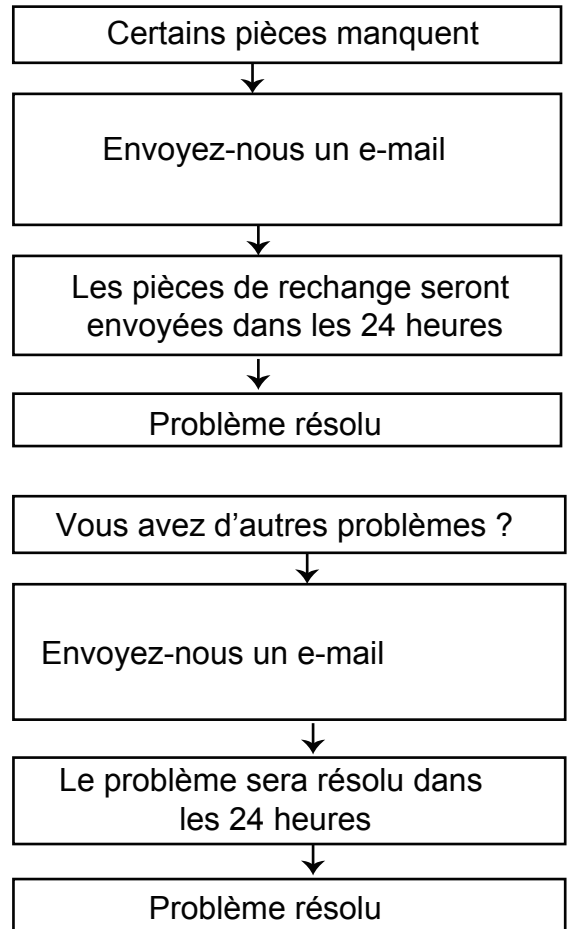 Certains pièces manquent
Envoyez-nous un e-mail
Les pièces de rechange seront
envoyées dans les 24 heures
Problème résolu
Vous avez d’autres problèmes ?
Envoyez-nous un e-mail
Le problème sera résolu dans
les 24 heures
Problème résolu